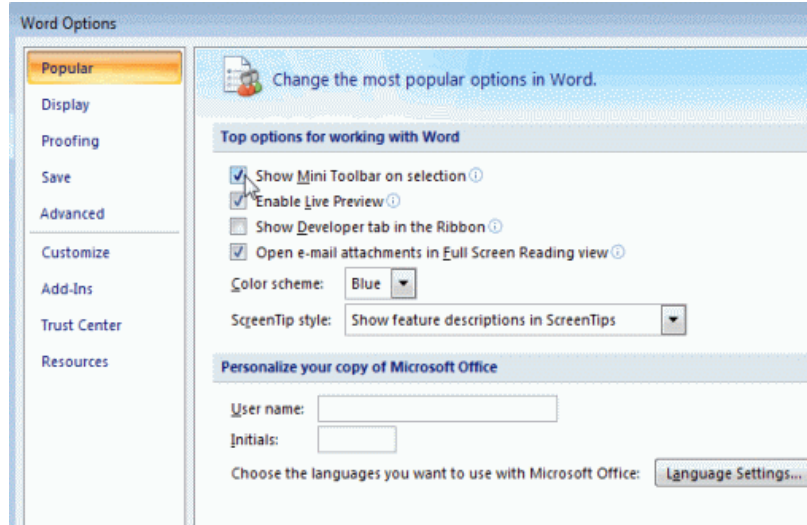 Word Options
Popular
Display
Proofing
Save
Advanced
Customize
Add-Ins
Trust Center
Resources
Change the most popular options in Word.
Top options for working with Word
Show Mini Toolbar on selection
Enable Live Preview
Show Developer tab in the Ribbon
Open e-mail attachments in Full Screen Reading view
Color scheme: Blue
ScreenTip style: Show feature descriptions in ScreenTips
Personalize your copy of Microsoft Office
User name:
Initials:
Choose the languages you want to use with Microsoft Office: Language Settings...